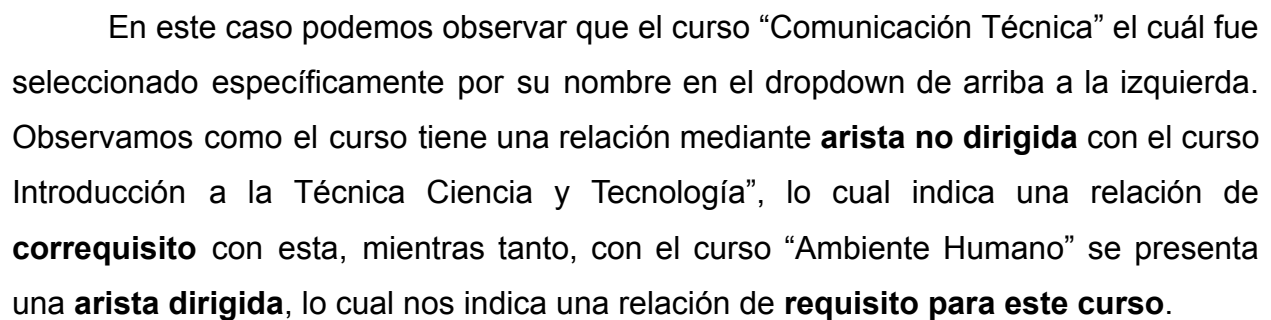 En este caso podemos observar que el curso “Comunicación Técnica” el cuál fue
seleccionado específicamente por su nombre en el dropdown de arriba a la izquierda.
Observamos como el curso tiene una relación mediante arista no dirigida con el curso
Introducción a la Técnica Ciencia y Tecnología”, lo cual indica una relación de
correquisito con esta, mientras tanto, con el curso “Ambiente Humano” se presenta
una arista dirigida, lo cual nos indica una relación de requisito para este curso.